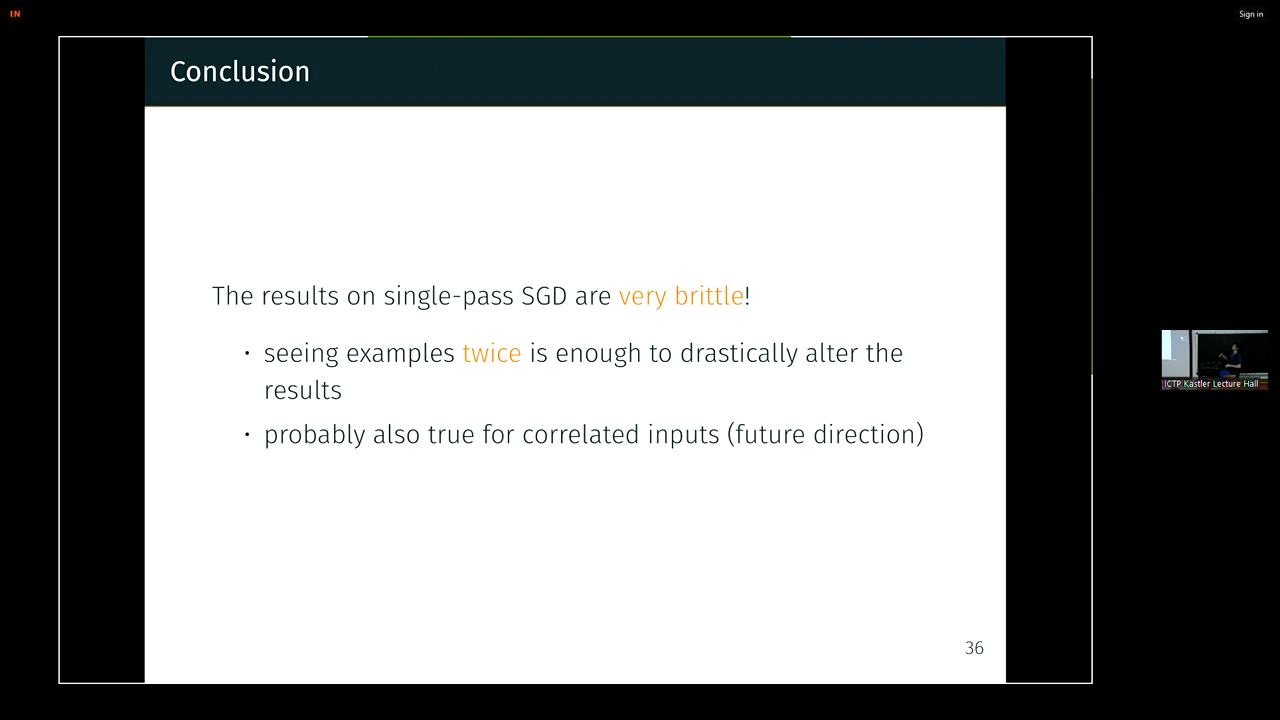 EN
Sign in
Conclusion
The results on single-pass SGD are very brittle!
· seeing examples twice is enough to drastically alter the
results
· probably also true for correlated inputs (future direction)
ICTP Kastler Lecture Hall
36